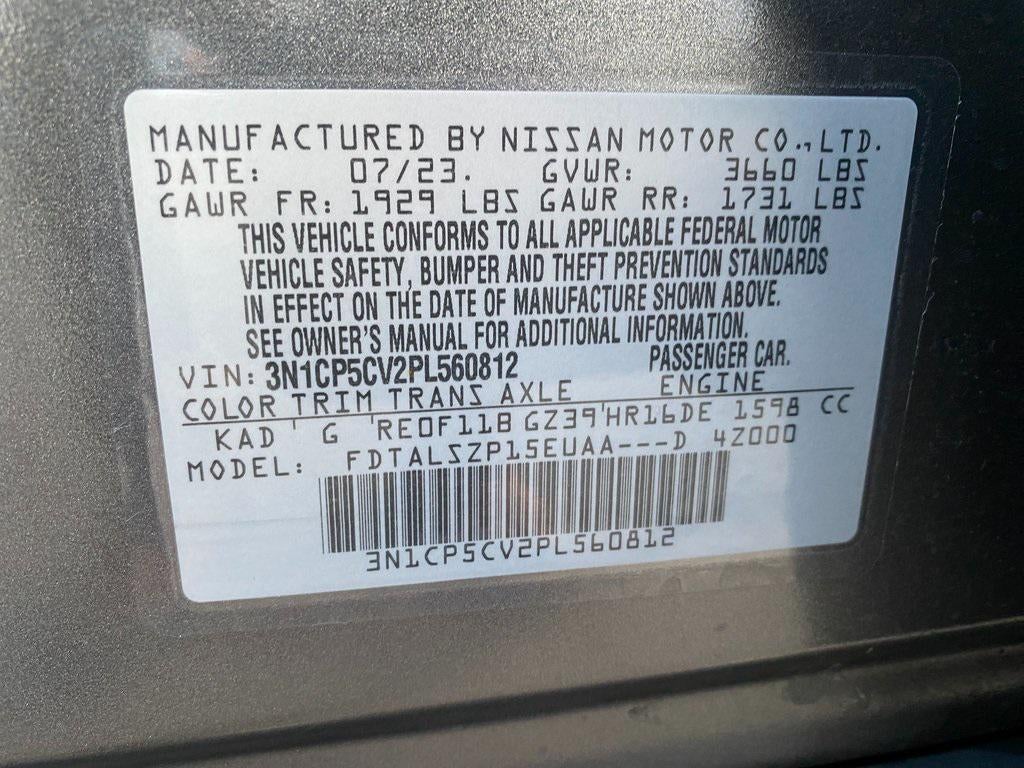 MANUFACTURED BY NISSAN MOTOR CO.,LTD.
DATE: 07/23. GVWR: 3660 LBS
GAWR FR: 1929 LBS GAWR RR: 1731 LBS
THIS VEHICLE CONFORMS TO ALL APPLICABLE FEDERAL MOTOR
VEHICLE SAFETY, BUMPER AND THEFT PREVENTION STANDARDS
IN EFFECT ON THE DATE OF MANUFACTURE SHOWN ABOVE.
SEE OWNER'S MANUAL FOR ADDITIONAL INFORMATION.
VIN: 3N1CP5CV2PL560812 PASSENGER CAR.
COLOR TRIM TRANS AXLE ENGINE
KAD G RE0F11B GZ39 HR16DE 1598 CC
MODEL: FDTALSZP15EUAA---D 4Z000
3N1CP5CV2PL560812